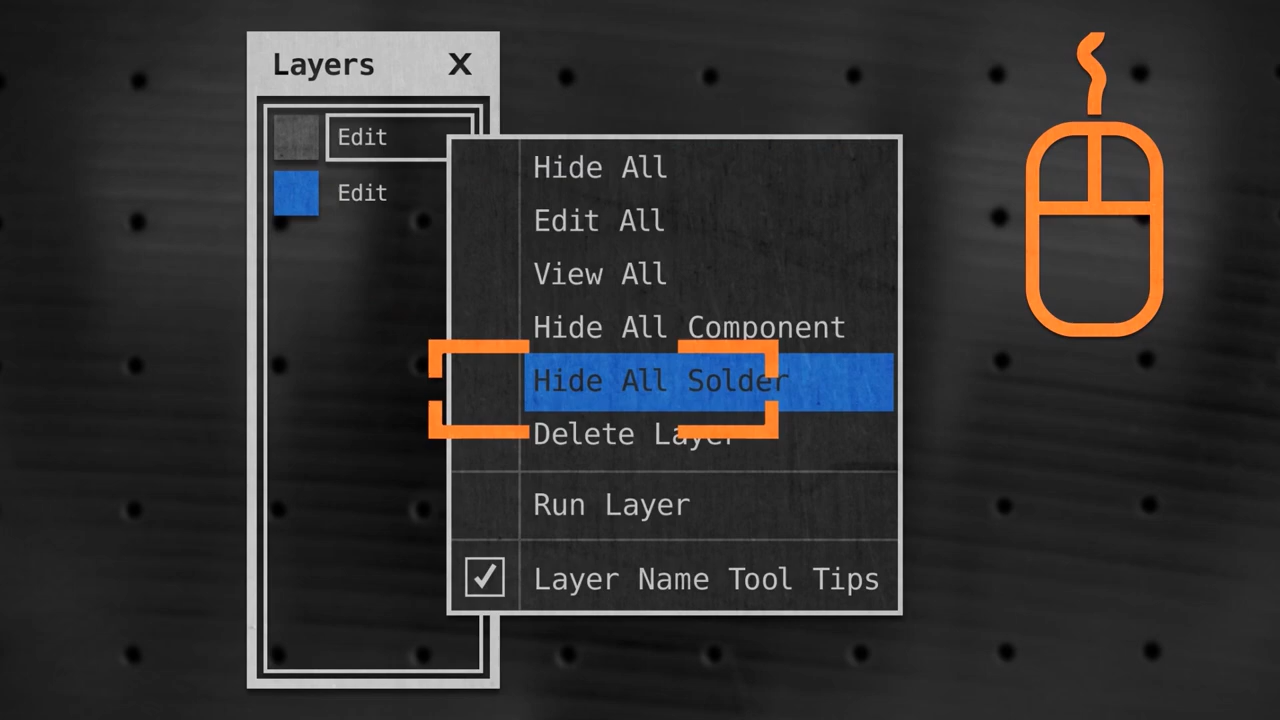 Layers X
Edit
Edit
Hide All
Edit All
View All
Hide All Component
Hide All Solder
Delete Layer
Run Layer
Layer Name Tool Tips